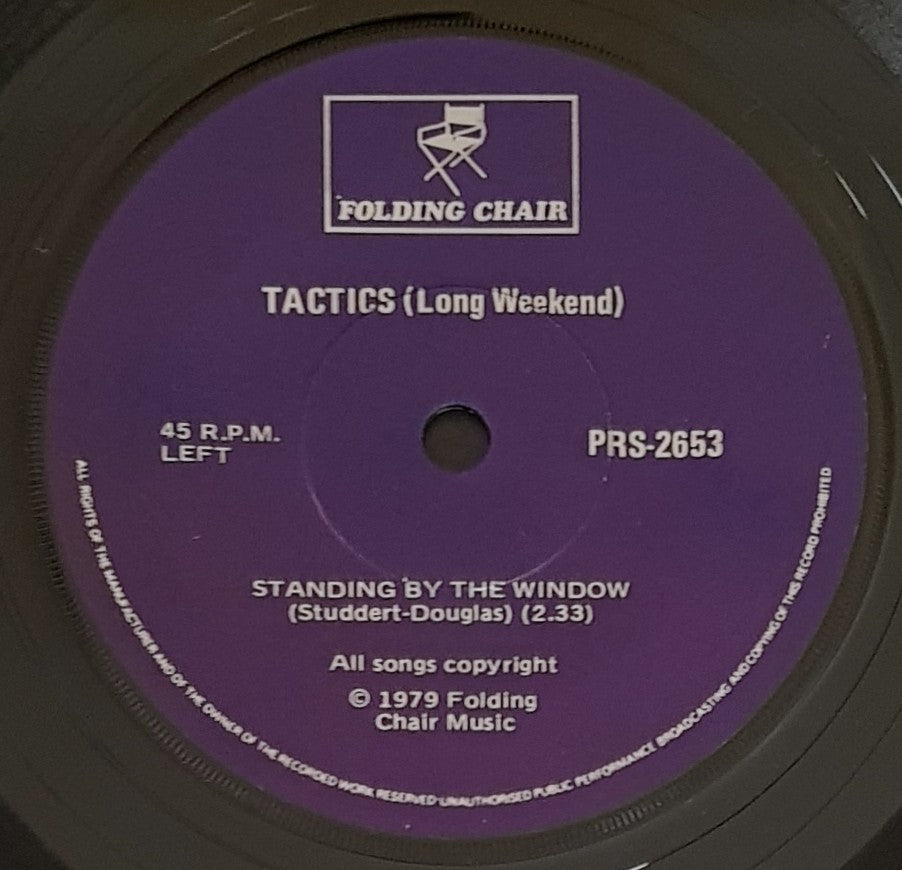 FOLDING CHAIR
TACTICS (Long Weekend)
45 R.P.M.
LEFT
PRS-2653
STANDING BY THE WINDOW
(Studdert-Douglas) (2.33)
All songs copyright
© 1979 Folding
Chair Music
ALL RIGHTS OF THE MANUFACTURER AND OF THE OWNER OF THE RECORDED WORK RESERVED UNAUTHORISED PUBLIC PERFORMANCE BROADCASTING AND COPYING OF THIS RECORD PROHIBITED